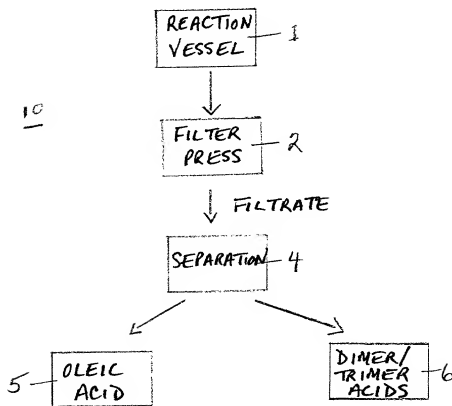 REACTION
VESSEL
1
10
FILTER
PRESS
2
FILTRATE
SEPARATION
4
5
OLEIC
ACID
DIMER/
TRIMER
ACIDS
6